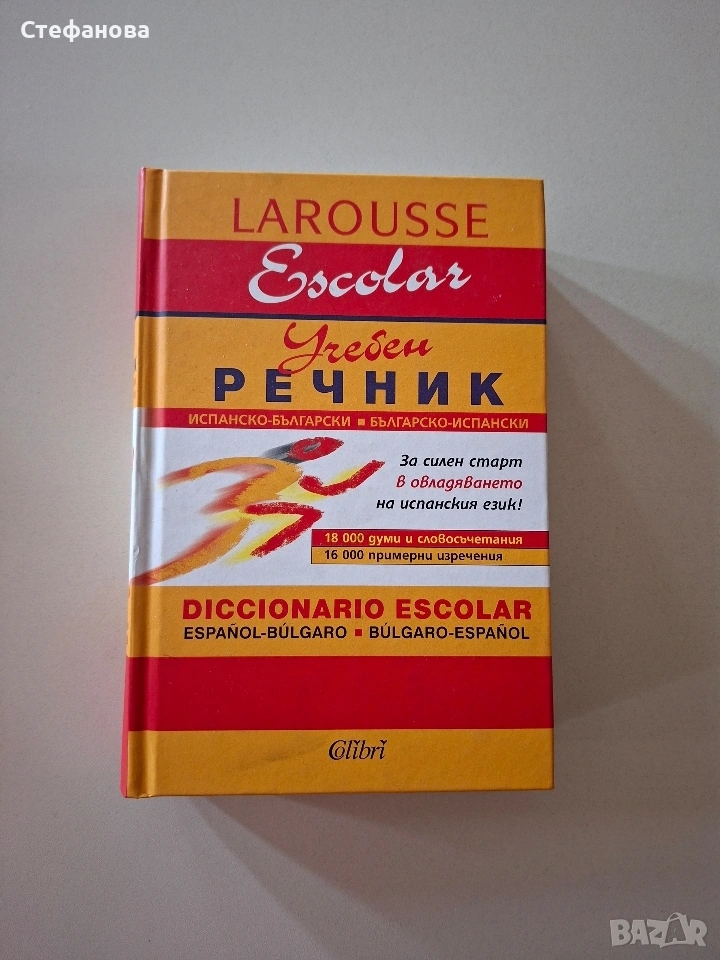 Стефанова
LAROUSSE
Escolar
Учебен
РЕЧНИК
ИСПАНСКО-БЪЛГАРСКИ ▪ БЪЛГАРСКО-ИСПАНСКИ
За силен старт
в овладяването
на испанския език!
18 000 думи и словосъчетания
16 000 примерни изречения
DICCIONARIO ESCOLAR
ESPAÑOL-BÚLGARO ▪ BÚLGARO-ESPAÑOL
Colibri
BAZAR